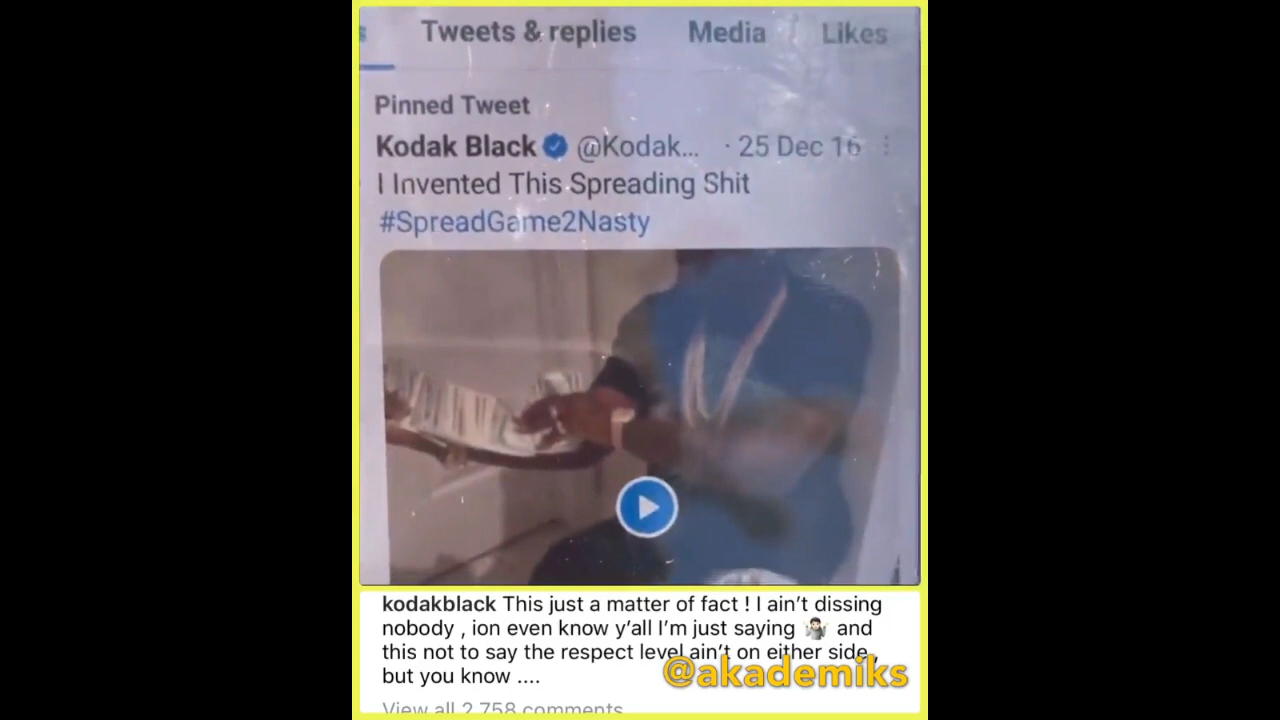 Tweets & replies Media Likes
Pinned Tweet
Kodak Black @Kodak... · 25 Dec 16
I Invented This Spreading Shit
#SpreadGame2Nasty
kodakblack This just a matter of fact ! I ain’t dissing
nobody , ion even know y’all I’m just saying 🤷🏻‍♂️ and
this not to say the respect level ain’t on either side ,
but you know ....
@akademiks
View all 2,758 comments